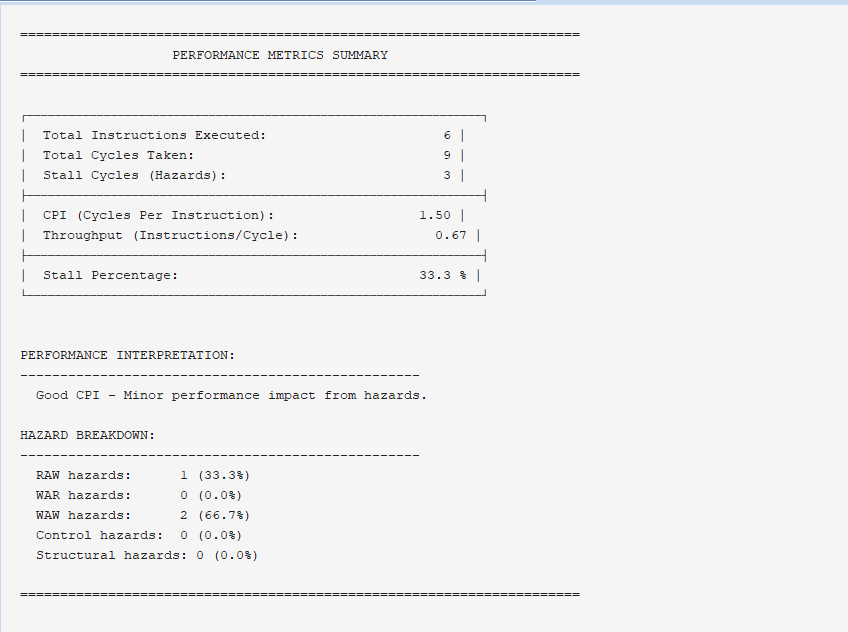 ======================================================================
PERFORMANCE METRICS SUMMARY
======================================================================
┌─────────────────────────────────────────────────────────┐
│ Total Instructions Executed: 6 │
│ Total Cycles Taken: 9 │
│ Stall Cycles (Hazards): 3 │
├─────────────────────────────────────────────────────────┤
│ CPI (Cycles Per Instruction): 1.50 │
│ Throughput (Instructions/Cycle): 0.67 │
├─────────────────────────────────────────────────────────┤
│ Stall Percentage: 33.3 % │
└─────────────────────────────────────────────────────────┘
PERFORMANCE INTERPRETATION:
--------------------------------------------------
Good CPI - Minor performance impact from hazards.
HAZARD BREAKDOWN:
--------------------------------------------------
RAW hazards: 1 (33.3%)
WAR hazards: 0 (0.0%)
WAW hazards: 2 (66.7%)
Control hazards: 0 (0.0%)
Structural hazards: 0 (0.0%)
======================================================================